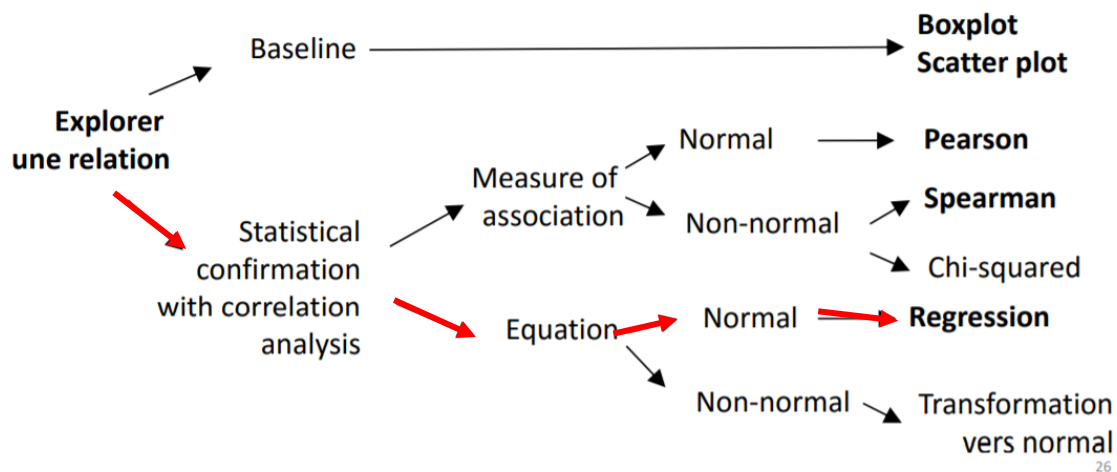 Baseline
Boxplot
Scatter plot
Explorer
une relation
Normal
Pearson
Measure of
association
Non-normal
Spearman
Chi-squared
Statistical
confirmation
with correlation
analysis
Equation
Normal
Regression
Non-normal
Transformation
vers normal
26